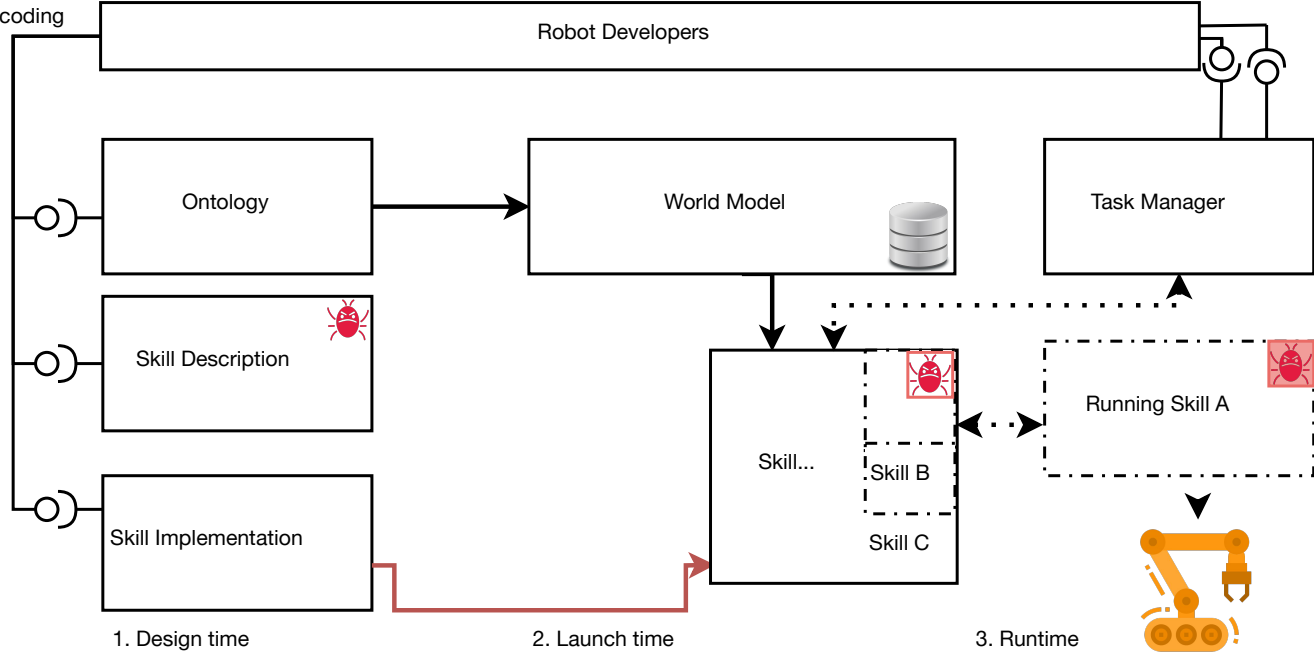 coding
Robot Developers
Ontology
World Model
Task Manager
Skill Description
Running Skill A
Skill...
Skill B
Skill Implementation
Skill C
1. Design time
2. Launch time
3. Runtime